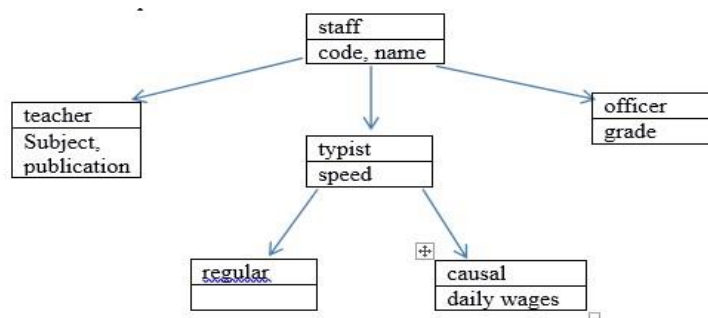 staff
code, name
teacher
Subject,
publication
typist
speed
officer
grade
regular
causal
daily wages